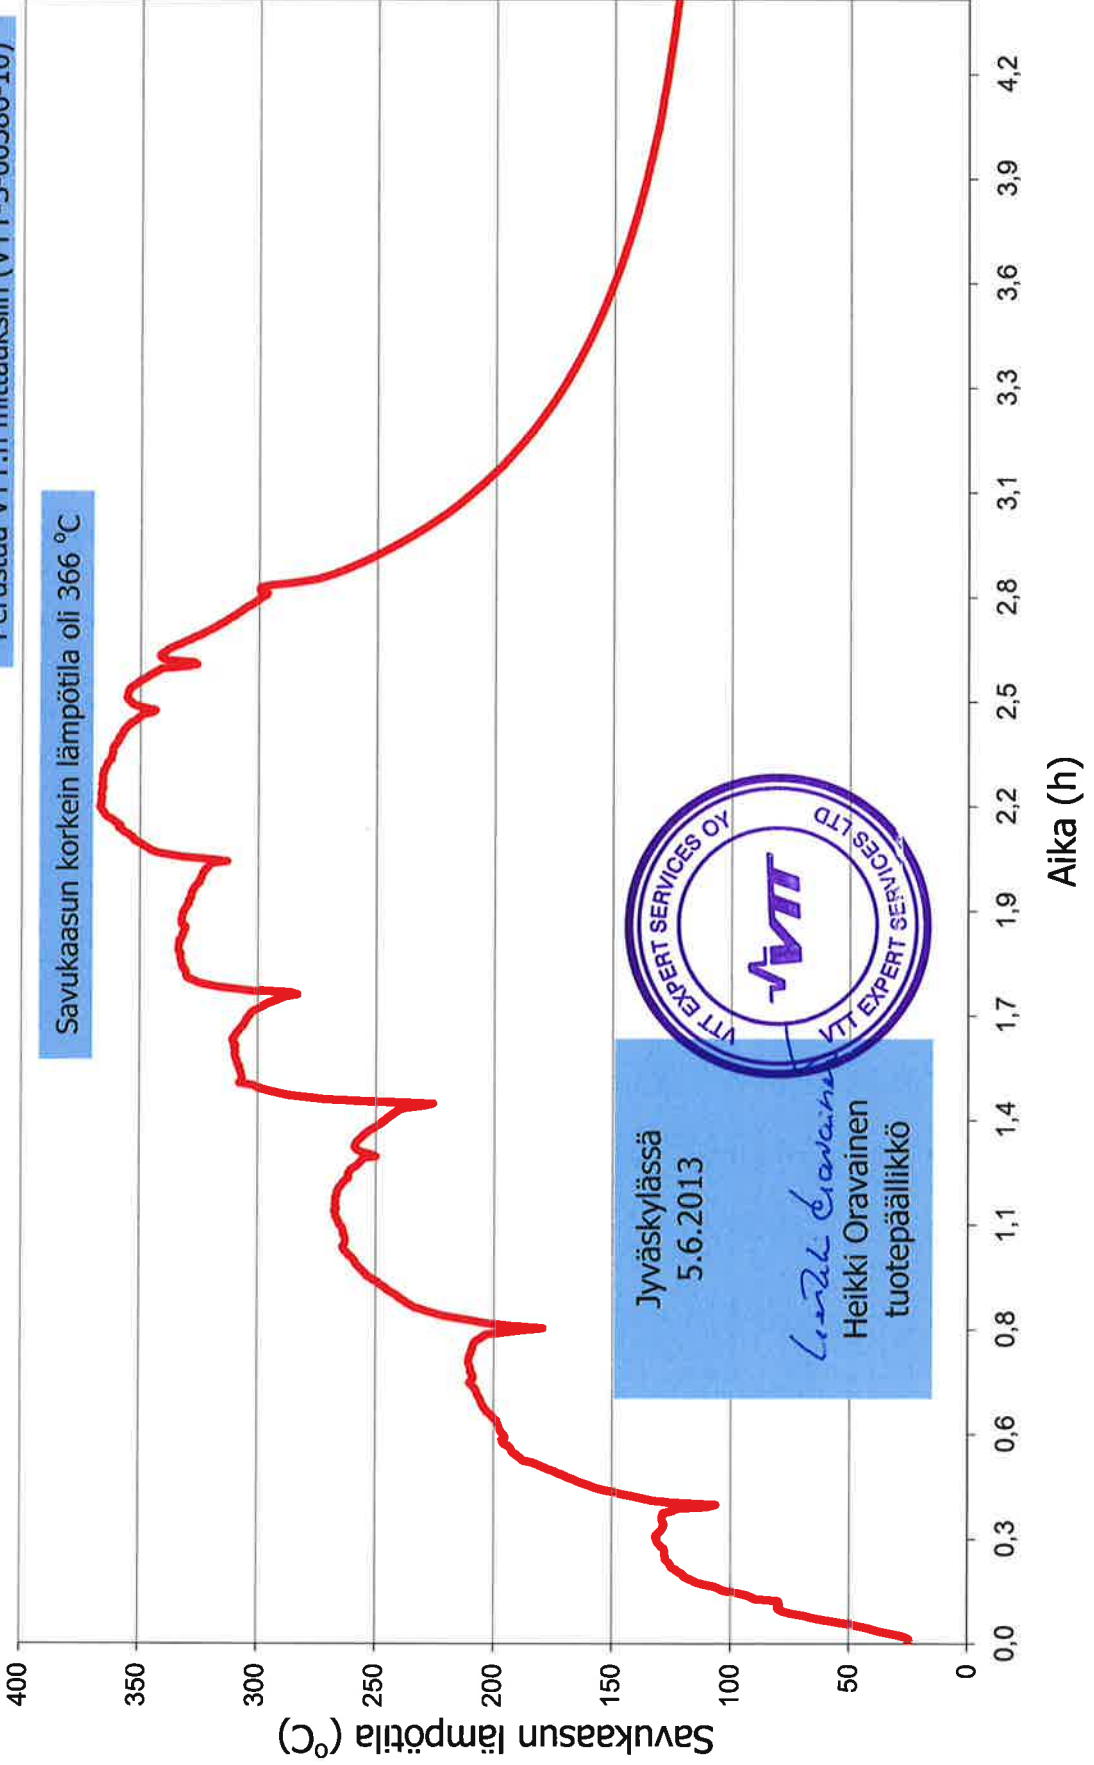 Savukaasun korkein lämpötila oli 366 °C
Savukaasun lämpötila (°C)
400
350
300
250
200
150
100
50
0
0,0
0,3
0,6
0,8
1,1
1,4
1,7
1,9
2,2
2,5
2,8
3,1
3,3
3,6
3,9
4,2
Aika (h)
Jyväskylässä
5.6.2013
Heikki Oravainen
tuotepäällikkö
VTT EXPERT SERVICES OY
VTT
VTT EXPERT SERVICES LTD